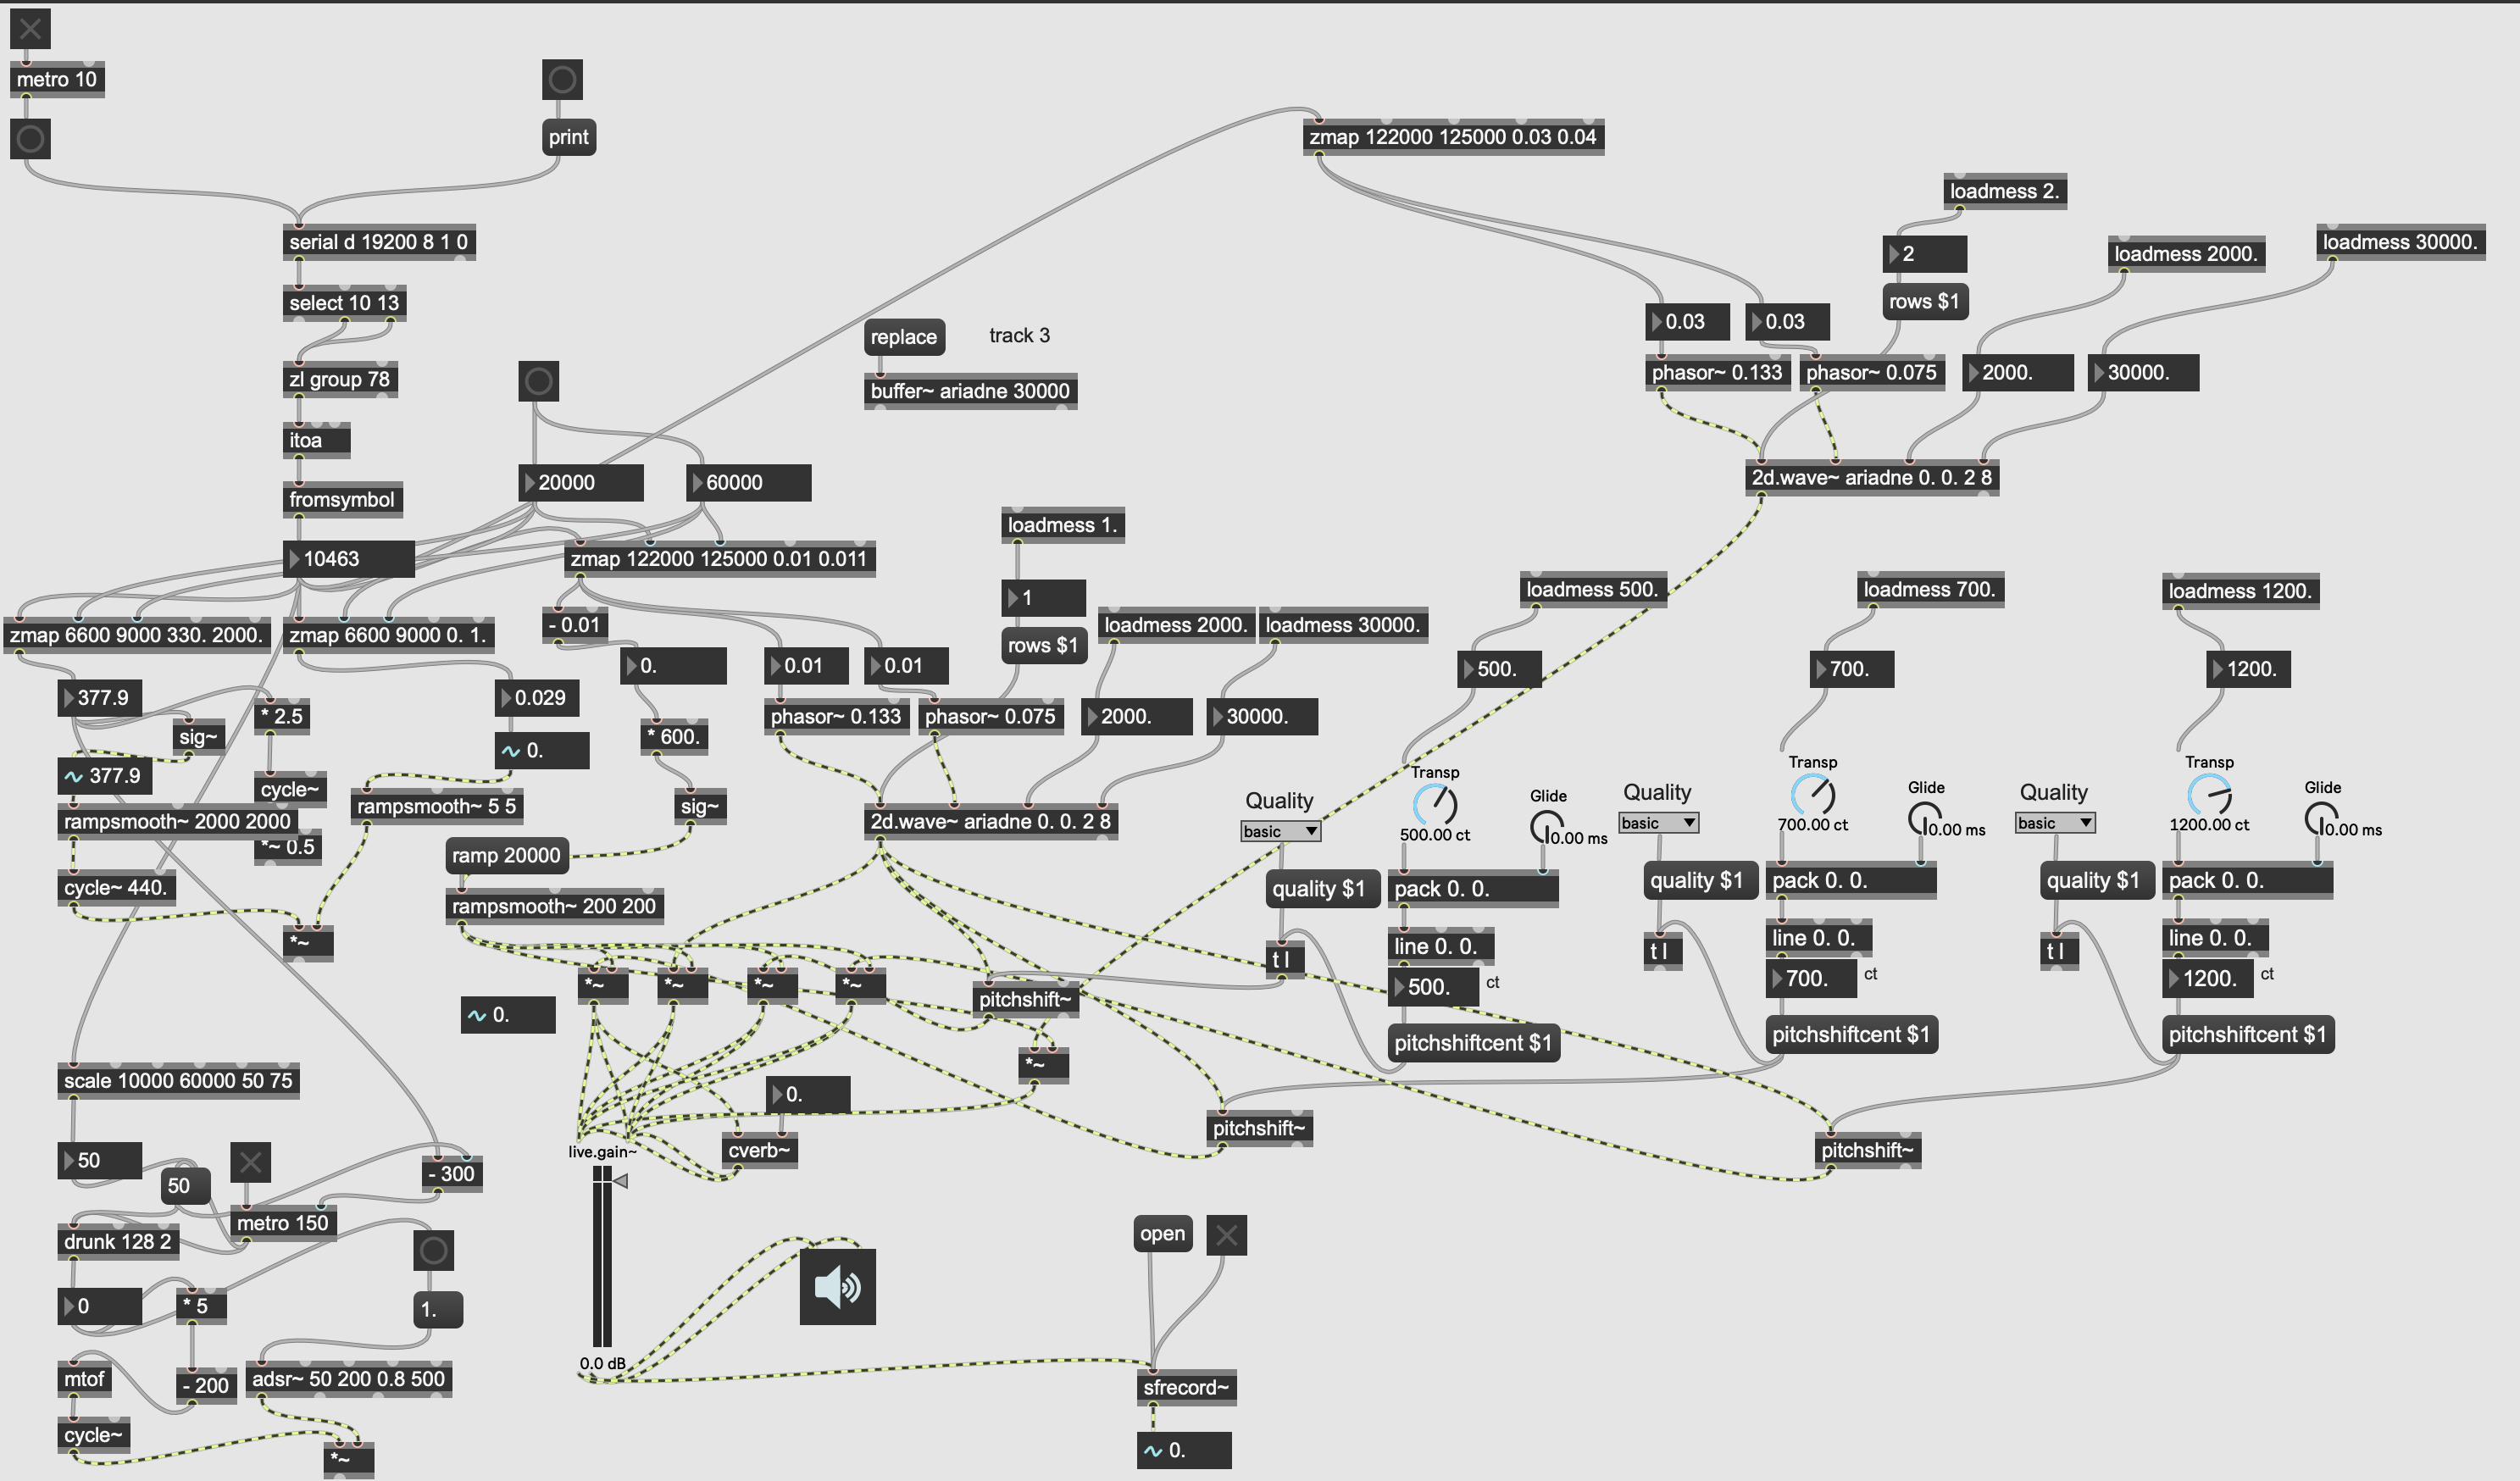 metro 10
print
zmap 122000 125000 0.03 0.04
loadmess 2.
serial d 19200 8 1 0
2
loadmess 2000.
loadmess 30000.
select 10 13
rows $1
replace
track 3
0.03
0.03
zl group 78
buffer~ ariadne 30000
phasor~ 0.133
phasor~ 0.075
2000.
30000.
itoa
20000
60000
2d.wave~ ariadne 0. 0. 2 8
fromsymbol
loadmess 1.
10463
zmap 122000 125000 0.01 0.011
loadmess 500.
loadmess 700.
loadmess 1200.
1
zmap 6600 9000 330. 2000.
zmap 6600 9000 0. 1.
- 0.01
rows $1
loadmess 2000.
loadmess 30000.
0.
0.01
0.01
500.
700.
1200.
377.9
0.029
* 2.5
sig~
* 600.
phasor~ 0.133
phasor~ 0.075
2000.
30000.
0.
377.9
cycle~
Transp
Transp
Transp
Quality
Glide
Quality
Glide
Quality
Glide
rampsmooth~ 5 5
sig~
rampsmooth~ 2000 2000
2d.wave~ ariadne 0. 0. 2 8
basic
500.00 ct
0.00 ms
basic
700.00 ct
0.00 ms
basic
1200.00 ct
0.00 ms
*~ 0.5
ramp 20000
cycle~ 440.
quality $1
pack 0. 0.
quality $1
pack 0. 0.
quality $1
pack 0. 0.
rampsmooth~ 200 200
*~
line 0. 0.
line 0. 0.
line 0. 0.
t l
t l
t l
*~
*~
*~
*~
pitchshift~
500.
ct
700.
ct
1200.
ct
0.
pitchshiftcent $1
pitchshiftcent $1
pitchshiftcent $1
*~
scale 10000 60000 50 75
0.
pitchshift~
50
live.gain~
cverb~
pitchshift~
50
- 300
metro 150
drunk 128 2
open
0
* 5
1.
0.0 dB
mtof
- 200
adsr~ 50 200 0.8 500
sfrecord~
cycle~
*~
0.